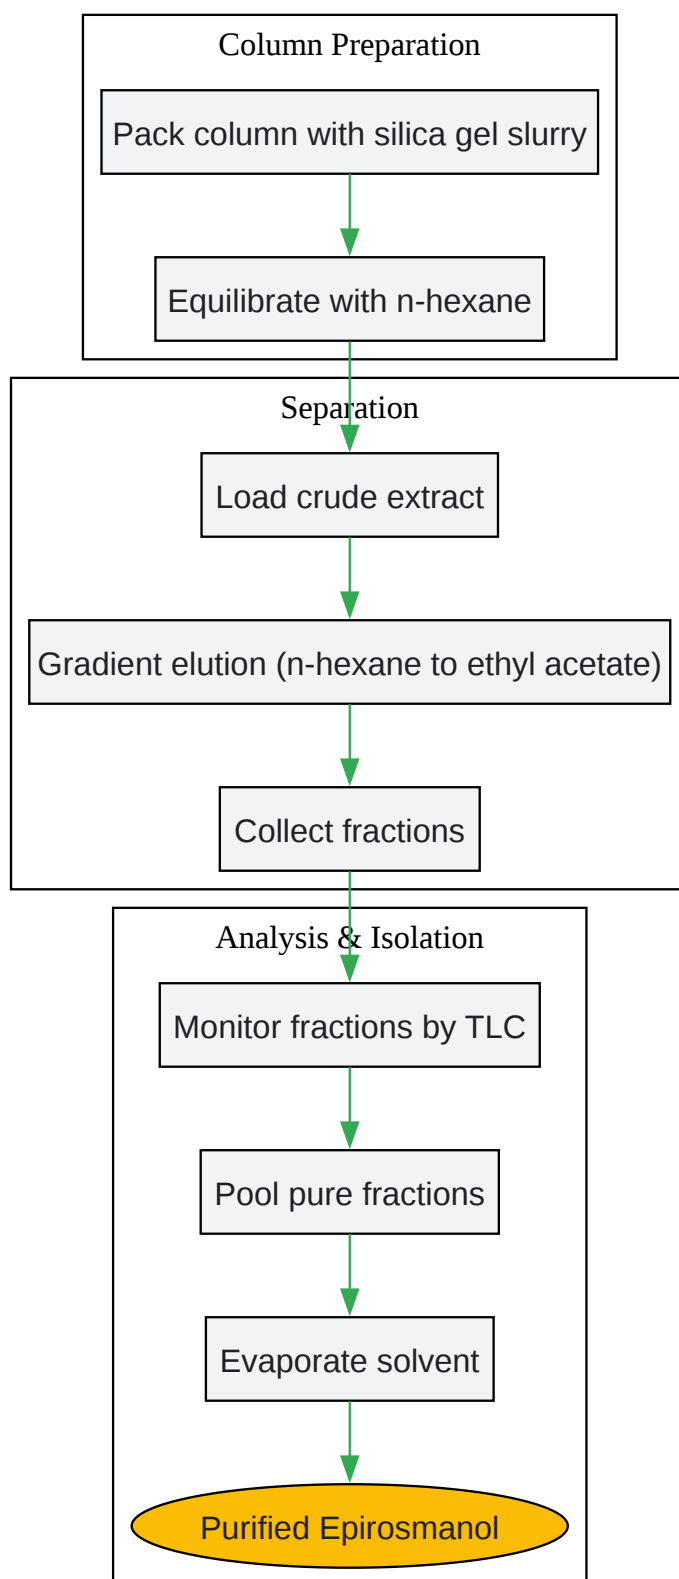 Column Preparation
Pack column with silica gel slurry
Equilibrate with n-hexane
Separation
Load crude extract
Gradient elution (n-hexane to ethyl acetate)
Collect fractions
Analysis & Isolation
Monitor fractions by TLC
Pool pure fractions
Evaporate solvent
Purified Epirosmanol